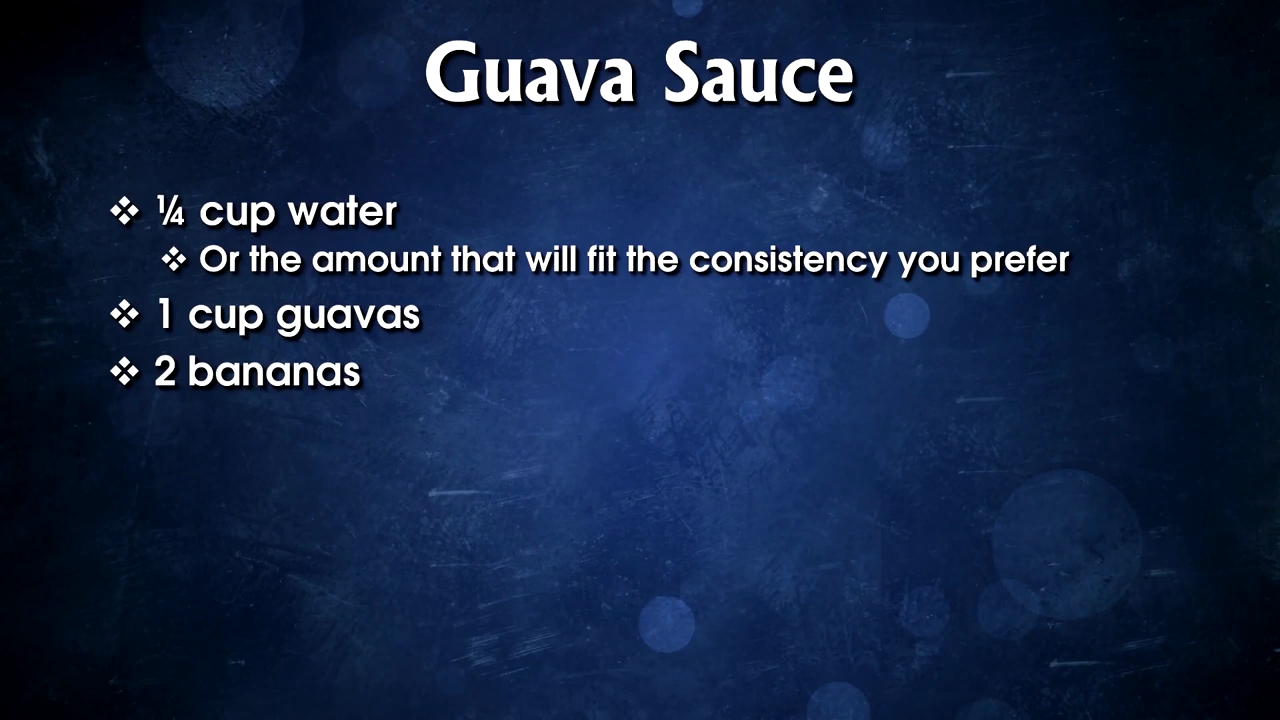 Guava Sauce
❖ ¼ cup water
❖ Or the amount that will fit the consistency you prefer
❖ 1 cup guavas
❖ 2 bananas